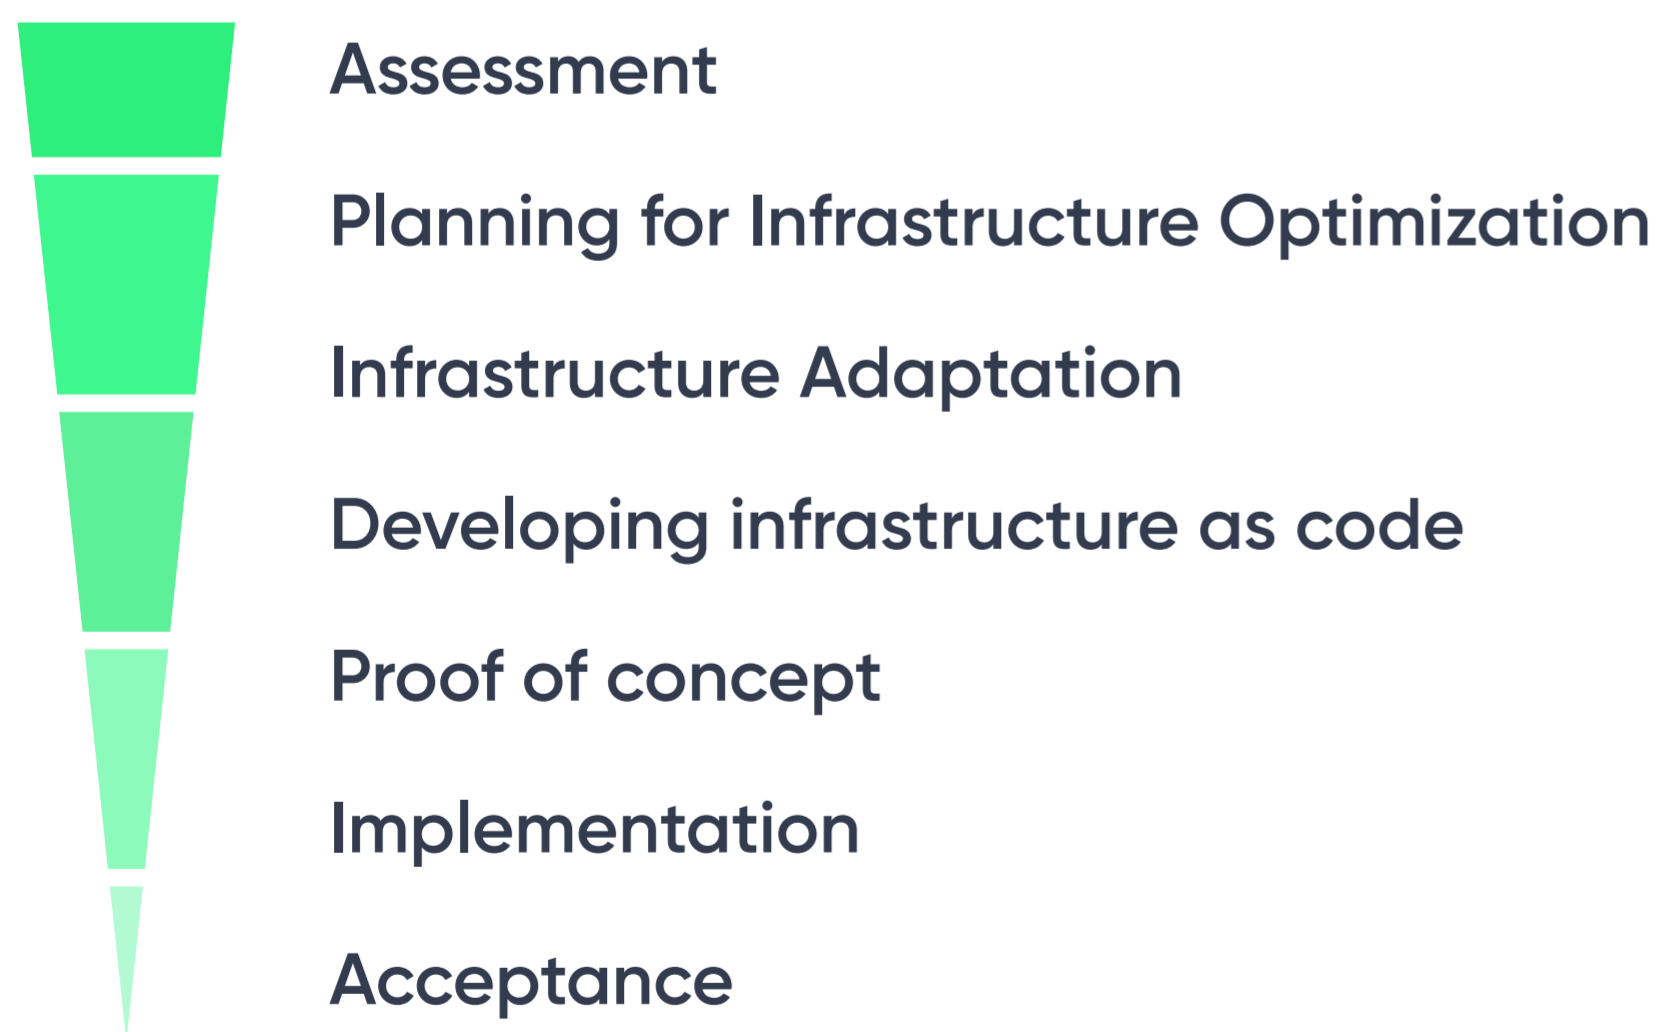 Assessment
Planning for Infrastructure Optimization
Infrastructure Adaptation
Developing infrastructure as code
Proof of concept
Implementation
Acceptance